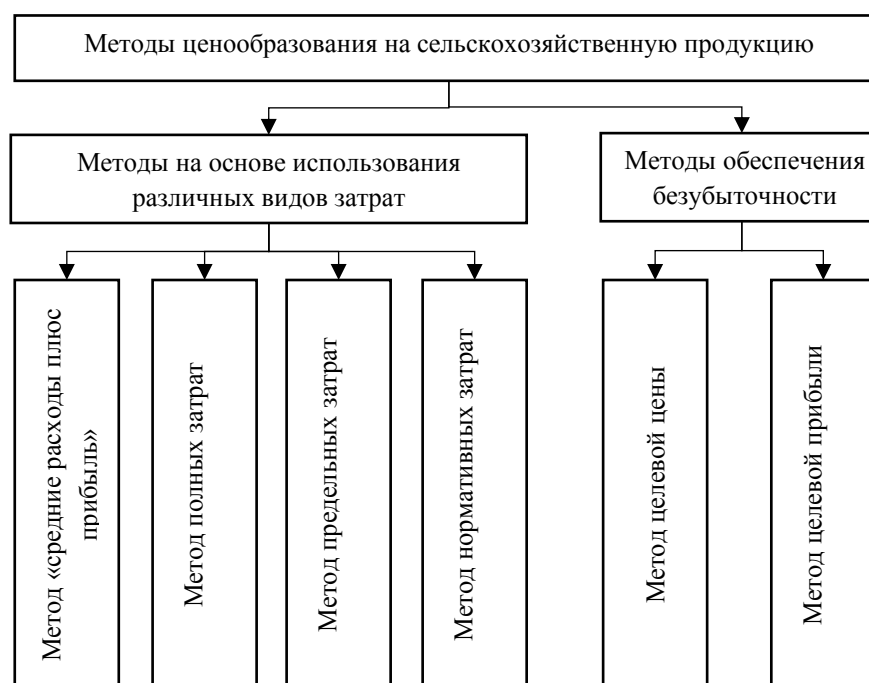 Методы ценообразования на сельскохозяйственную продукцию
Методы на основе использования
различных видов затрат
Методы обеспечения
безубыточности
Метод «средние расходы плюс
прибыль»
Метод полных затрат
Метод предельных затрат
Метод нормативных затрат
Метод целевой цены
Метод целевой прибыли